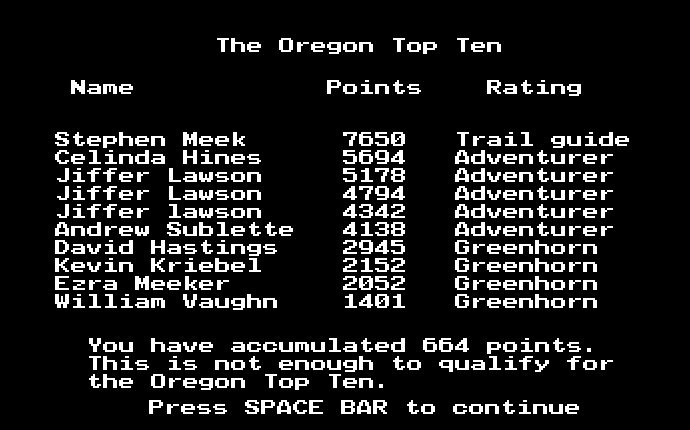 The Oregon Top Ten
Name Points Rating
Stephen Meek 7650 Trail guide
Celinda Hines 5694 Adventurer
Jiffer Lawson 5178 Adventurer
Jiffer Lawson 4794 Adventurer
Jiffer lawson 4342 Adventurer
Andrew Sublette 4138 Adventurer
David Hastings 2945 Greenhorn
Kevin Kriebel 2152 Greenhorn
Ezra Meeker 2052 Greenhorn
William Vaughn 1401 Greenhorn
You have accumulated 664 points.
This is not enough to qualify for
the Oregon Top Ten.
Press SPACE BAR to continue